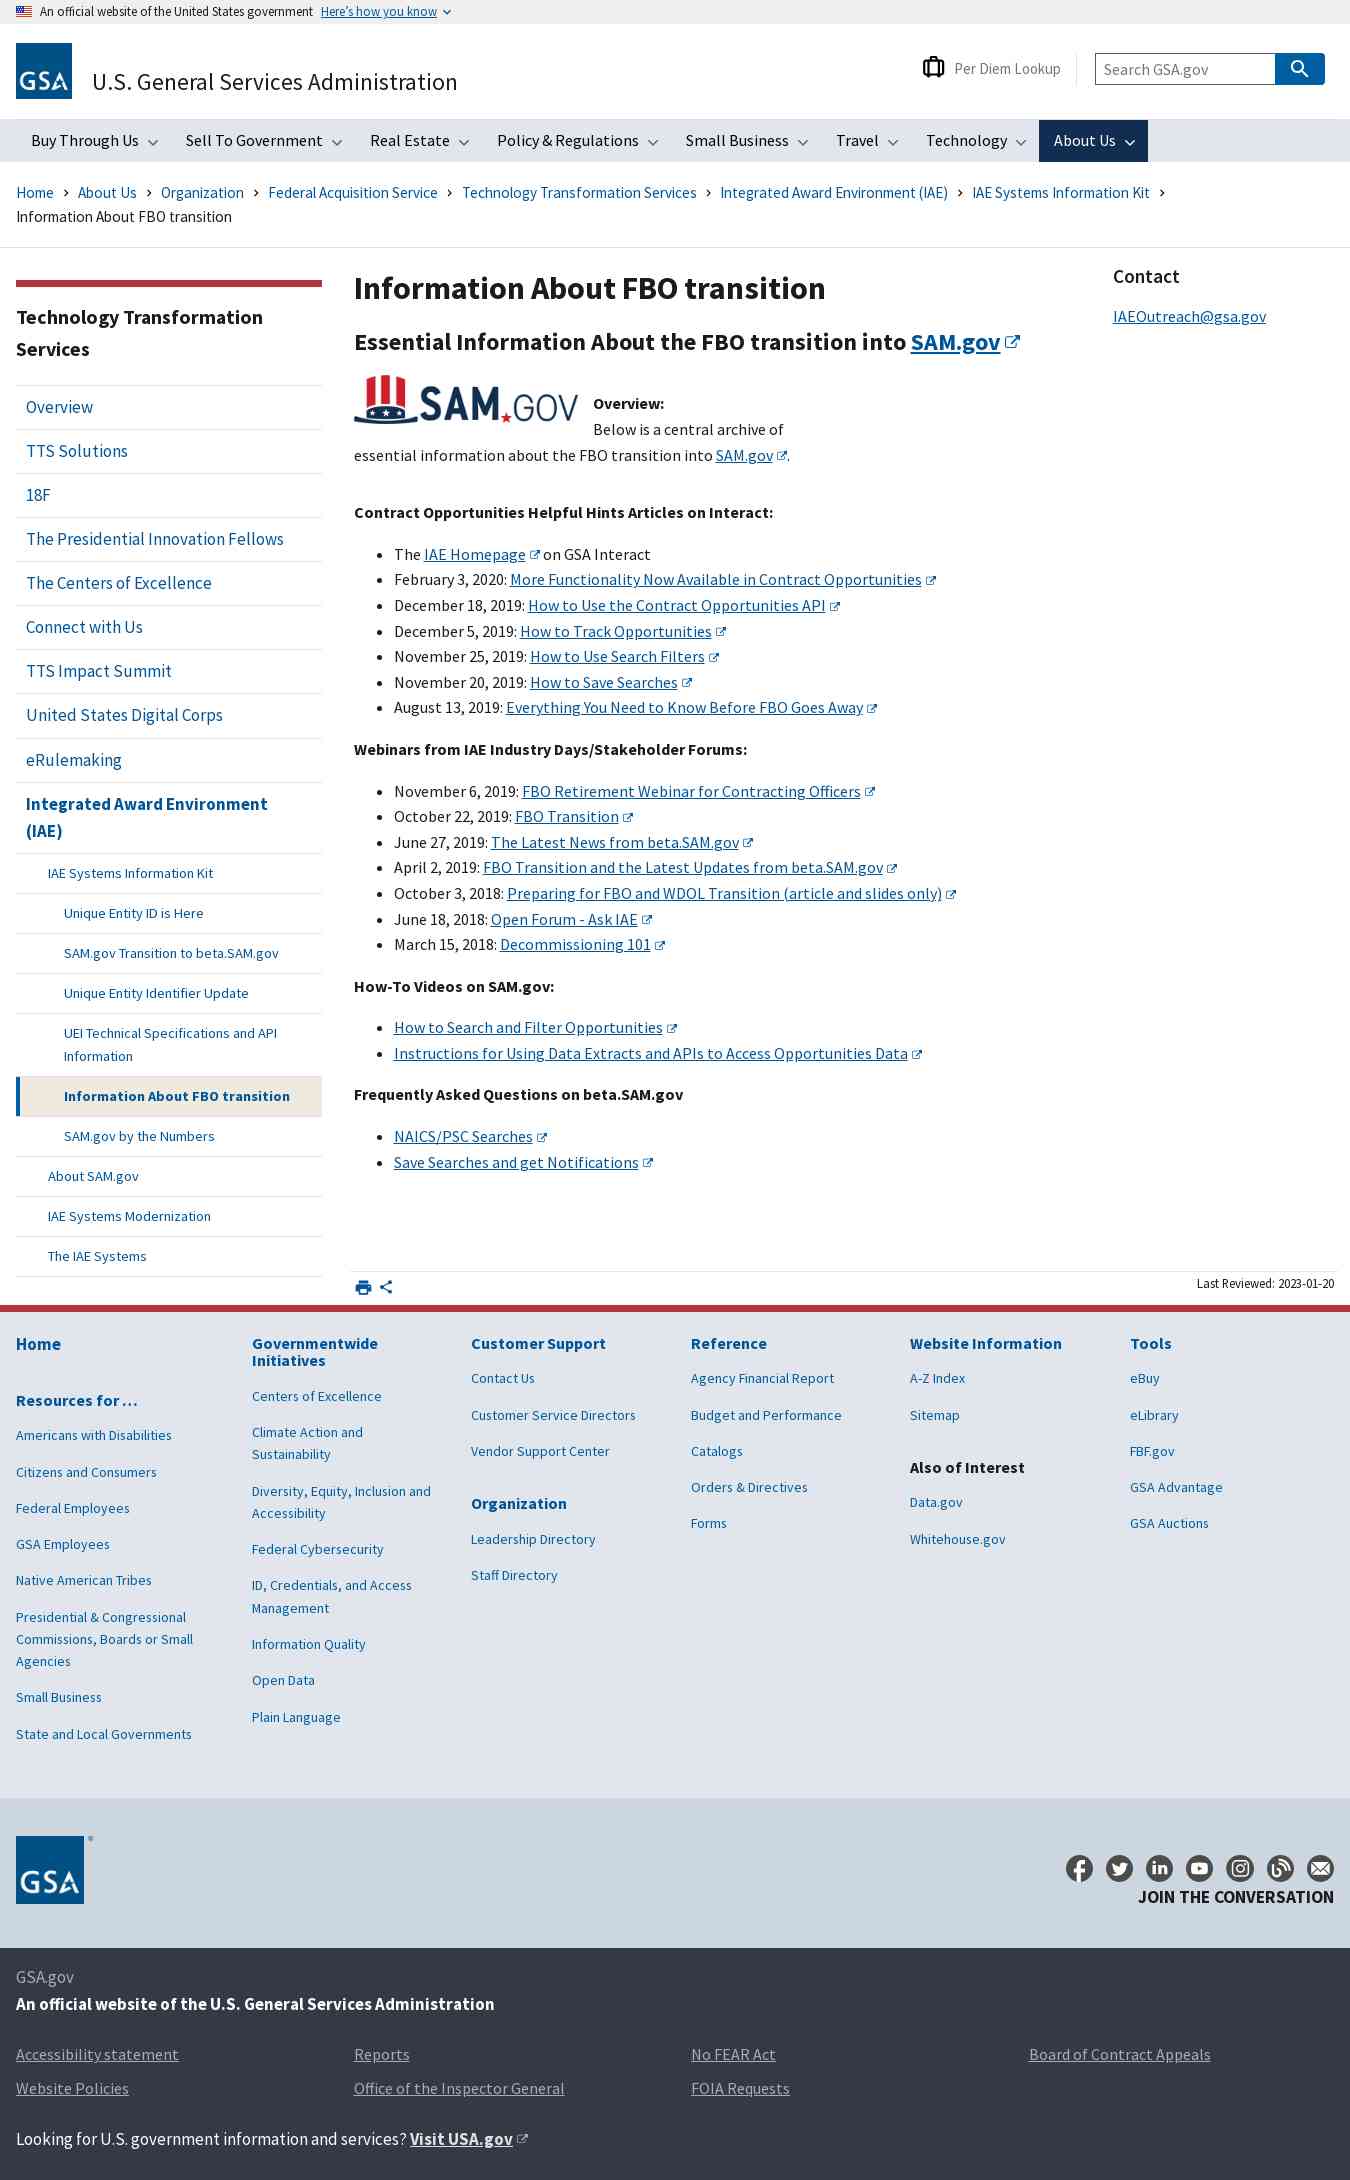 An official website of the United States government Here's how you know
GSA
U.S. General Services Administration
Per Diem Lookup
Search GSA.gov
Buy Through Us Sell To Government Real Estate Policy & Regulations Small Business Travel Technology About Us
Home > About Us > Organization > Federal Acquisition Service > Technology Transformation Services > Integrated Award Environment (IAE) > IAE Systems Information Kit >
Information About FBO transition
Technology Transformation
Services
Overview
TTS Solutions
18F
The Presidential Innovation Fellows
The Centers of Excellence
Connect with Us
TTS Impact Summit
United States Digital Corps
eRulemaking
Integrated Award Environment
(IAE)
IAE Systems Information Kit
Unique Entity ID is Here
SAM.gov Transition to beta.SAM.gov
Unique Entity Identifier Update
UEI Technical Specifications and API
Information
Information About FBO transition
SAM.gov by the Numbers
About SAM.gov
IAE Systems Modernization
The IAE Systems
Information About FBO transition
Essential Information About the FBO transition into SAM.gov
SAM.GOV
Overview:
Below is a central archive of
essential information about the FBO transition into SAM.gov.
Contract Opportunities Helpful Hints Articles on Interact:
• The IAE Homepage on GSA Interact
• February 3, 2020: More Functionality Now Available in Contract Opportunities
• December 18, 2019: How to Use the Contract Opportunities API
• December 5, 2019: How to Track Opportunities
• November 25, 2019: How to Use Search Filters
• November 20, 2019: How to Save Searches
• August 13, 2019: Everything You Need to Know Before FBO Goes Away
Webinars from IAE Industry Days/Stakeholder Forums:
• November 6, 2019: FBO Retirement Webinar for Contracting Officers
• October 22, 2019: FBO Transition
• June 27, 2019: The Latest News from beta.SAM.gov
• April 2, 2019: FBO Transition and the Latest Updates from beta.SAM.gov
• October 3, 2018: Preparing for FBO and WDOL Transition (article and slides only)
• June 18, 2018: Open Forum - Ask IAE
• March 15, 2018: Decommissioning 101
How-To Videos on SAM.gov:
• How to Search and Filter Opportunities
• Instructions for Using Data Extracts and APIs to Access Opportunities Data
Frequently Asked Questions on beta.SAM.gov
• NAICS/PSC Searches
• Save Searches and get Notifications
Contact
IAEOutreach@gsa.gov
Last Reviewed: 2023-01-20
Home
Resources for …
Americans with Disabilities
Citizens and Consumers
Federal Employees
GSA Employees
Native American Tribes
Presidential & Congressional
Commissions, Boards or Small
Agencies
Small Business
State and Local Governments
Governmentwide
Initiatives
Centers of Excellence
Climate Action and
Sustainability
Diversity, Equity, Inclusion and
Accessibility
Federal Cybersecurity
ID, Credentials, and Access
Management
Information Quality
Open Data
Plain Language
Customer Support
Contact Us
Customer Service Directors
Vendor Support Center
Organization
Leadership Directory
Staff Directory
Reference
Agency Financial Report
Budget and Performance
Catalogs
Orders & Directives
Forms
Website Information
A-Z Index
Sitemap
Also of Interest
Data.gov
Whitehouse.gov
Tools
eBuy
eLibrary
FBF.gov
GSA Advantage
GSA Auctions
GSA
JOIN THE CONVERSATION
GSA.gov
An official website of the U.S. General Services Administration
Accessibility statement Reports No FEAR Act Board of Contract Appeals
Website Policies Office of the Inspector General FOIA Requests
Looking for U.S. government information and services? Visit USA.gov